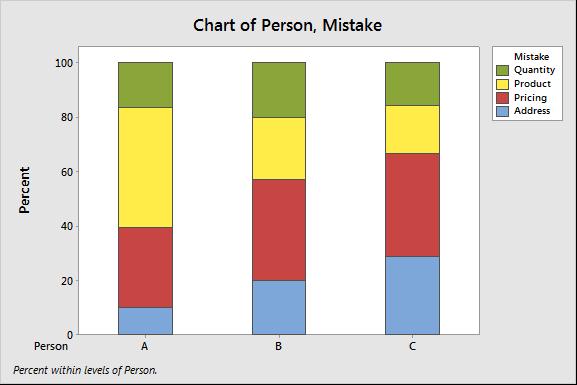 Chart of Person, Mistake
Mistake
Quantity
Product
Pricing
Address
100
80
60
40
20
0
Percent
Person A B C
Percent within levels of Person.